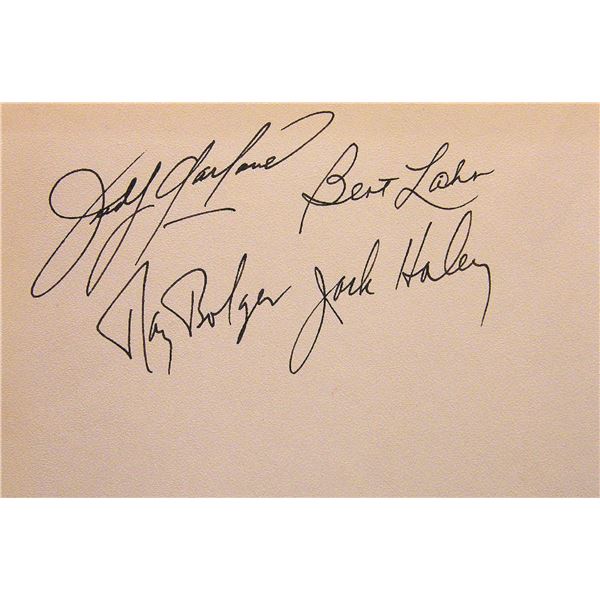 Judy Garland Bert Lahr
Ray Bolger Jack Haley